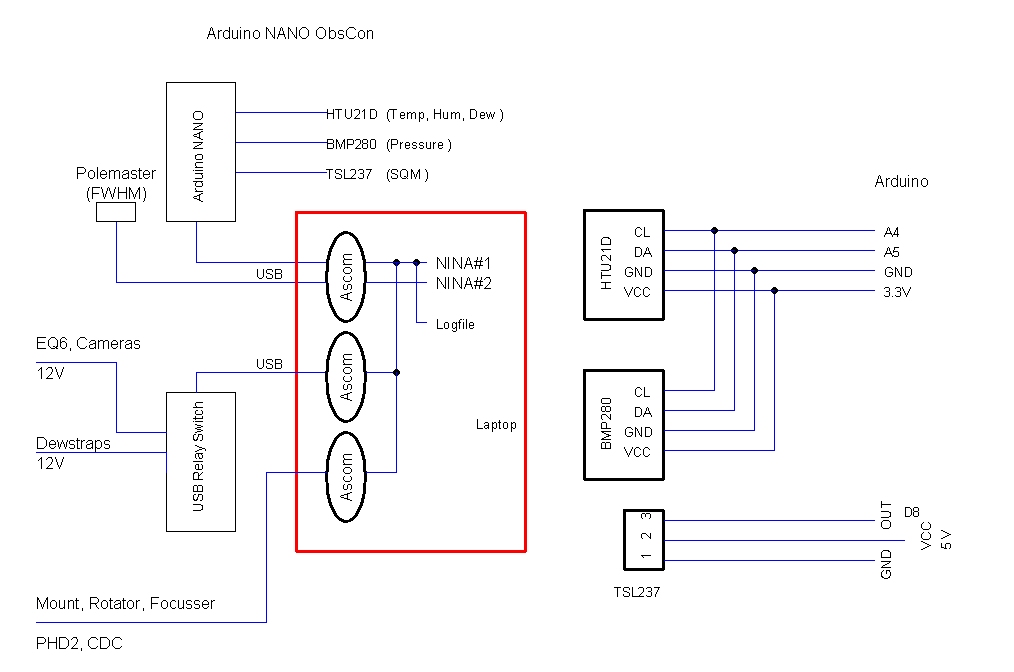 Arduino NANO ObsCon
Arduino NANO
HTU21D (Temp, Hum, Dew )
BMP280 (Pressure )
TSL237 (SQM )
Polemaster
(FWHM)
USB
Ascom
NINA#1
NINA#2
Logfile
EQ6, Cameras
12V
USB
Ascom
Dewstraps
12V
USB Relay Switch
Ascom
Laptop
Mount, Rotator, Focusser
PHD2, CDC
Arduino
HTU21D
CL
DA
GND
VCC
A4
A5
GND
3.3V
BMP280
CL
DA
GND
VCC
3
2
1
TSL237
OUT
D8
VCC
5 V
GND